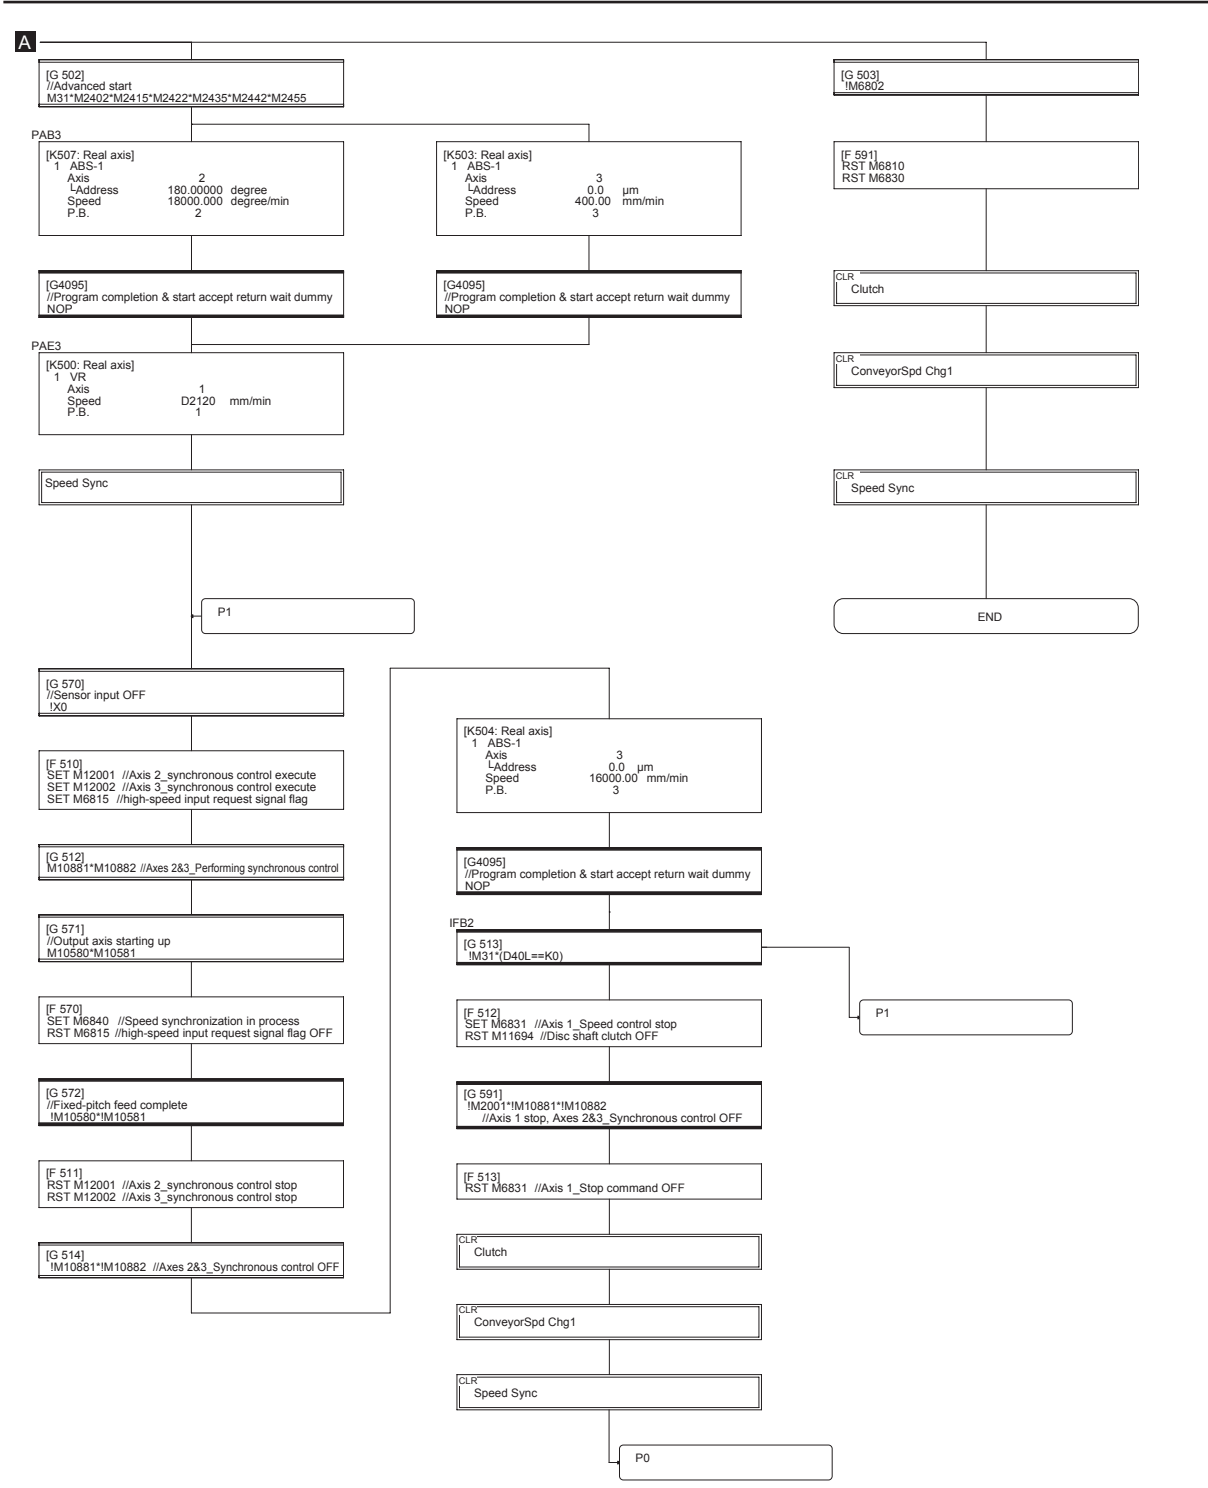 A
[G 502]
//Advanced start
M31*M2402*M2415*M2422*M2435*M2442*M2455
PAB3
[K507: Real axis]
1 ABS-1
Axis 2
└Address 180.00000 degree
Speed 18000.000 degree/min
P.B. 2
[K503: Real axis]
1 ABS-1
Axis 3
└Address 0.0 µm
Speed 400.00 mm/min
P.B. 3
[G4095]
//Program completion & start accept return wait dummy
NOP
[G4095]
//Program completion & start accept return wait dummy
NOP
PAE3
[K500: Real axis]
1 VR
Axis 1
Speed D2120 mm/min
P.B. 1
Speed Sync
P1
[G 570]
//Sensor input OFF
!X0
[F 510]
SET M12001 //Axis 2_synchronous control execute
SET M12002 //Axis 3_synchronous control execute
SET M6815 //high-speed input request signal flag
[G 512]
M10881*M10882 //Axes 2&3_Performing synchronous control
[G 571]
//Output axis starting up
M10580*M10581
[F 570]
SET M6840 //Speed synchronization in process
RST M6815 //high-speed input request signal flag OFF
[G 572]
//Fixed-pitch feed complete
!M10580*!M10581
[F 511]
RST M12001 //Axis 2_synchronous control stop
RST M12002 //Axis 3_synchronous control stop
[G 514]
!M10881*!M10882 //Axes 2&3_Synchronous control OFF
[K504: Real axis]
1 ABS-1
Axis 3
└Address 0.0 µm
Speed 16000.00 mm/min
P.B. 3
[G4095]
//Program completion & start accept return wait dummy
NOP
IFB2
[G 513]
!M31*(D40L==K0)
P1
[F 512]
SET M6831 //Axis 1_Speed control stop
RST M11694 //Disc shaft clutch OFF
[G 591]
!M2001*!M10881*!M10882
//Axis 1 stop, Axes 2&3_Synchronous control OFF
[F 513]
RST M6831 //Axis 1_Stop command OFF
CLR
Clutch
CLR
ConveyorSpd Chg1
CLR
Speed Sync
P0
[G 503]
!M6802
[F 591]
RST M6810
RST M6830
CLR
Clutch
CLR
ConveyorSpd Chg1
CLR
Speed Sync
END